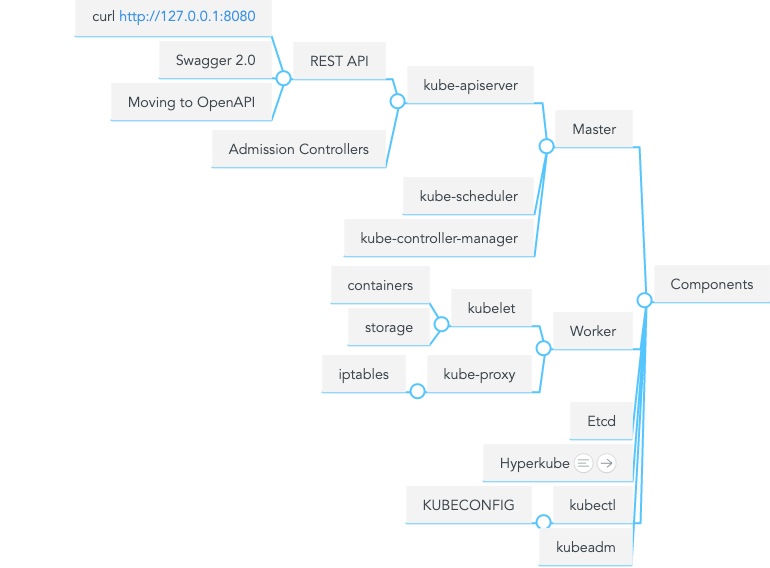 curl http://127.0.0.1:8080
Swagger 2.0
REST API
kube-apiserver
Moving to OpenAPI
Master
Admission Controllers
kube-scheduler
kube-controller-manager
Components
containers
kubelet
storage
Worker
iptables
kube-proxy
Etcd
Hyperkube
KUBECONFIG
kubectl
kubeadm